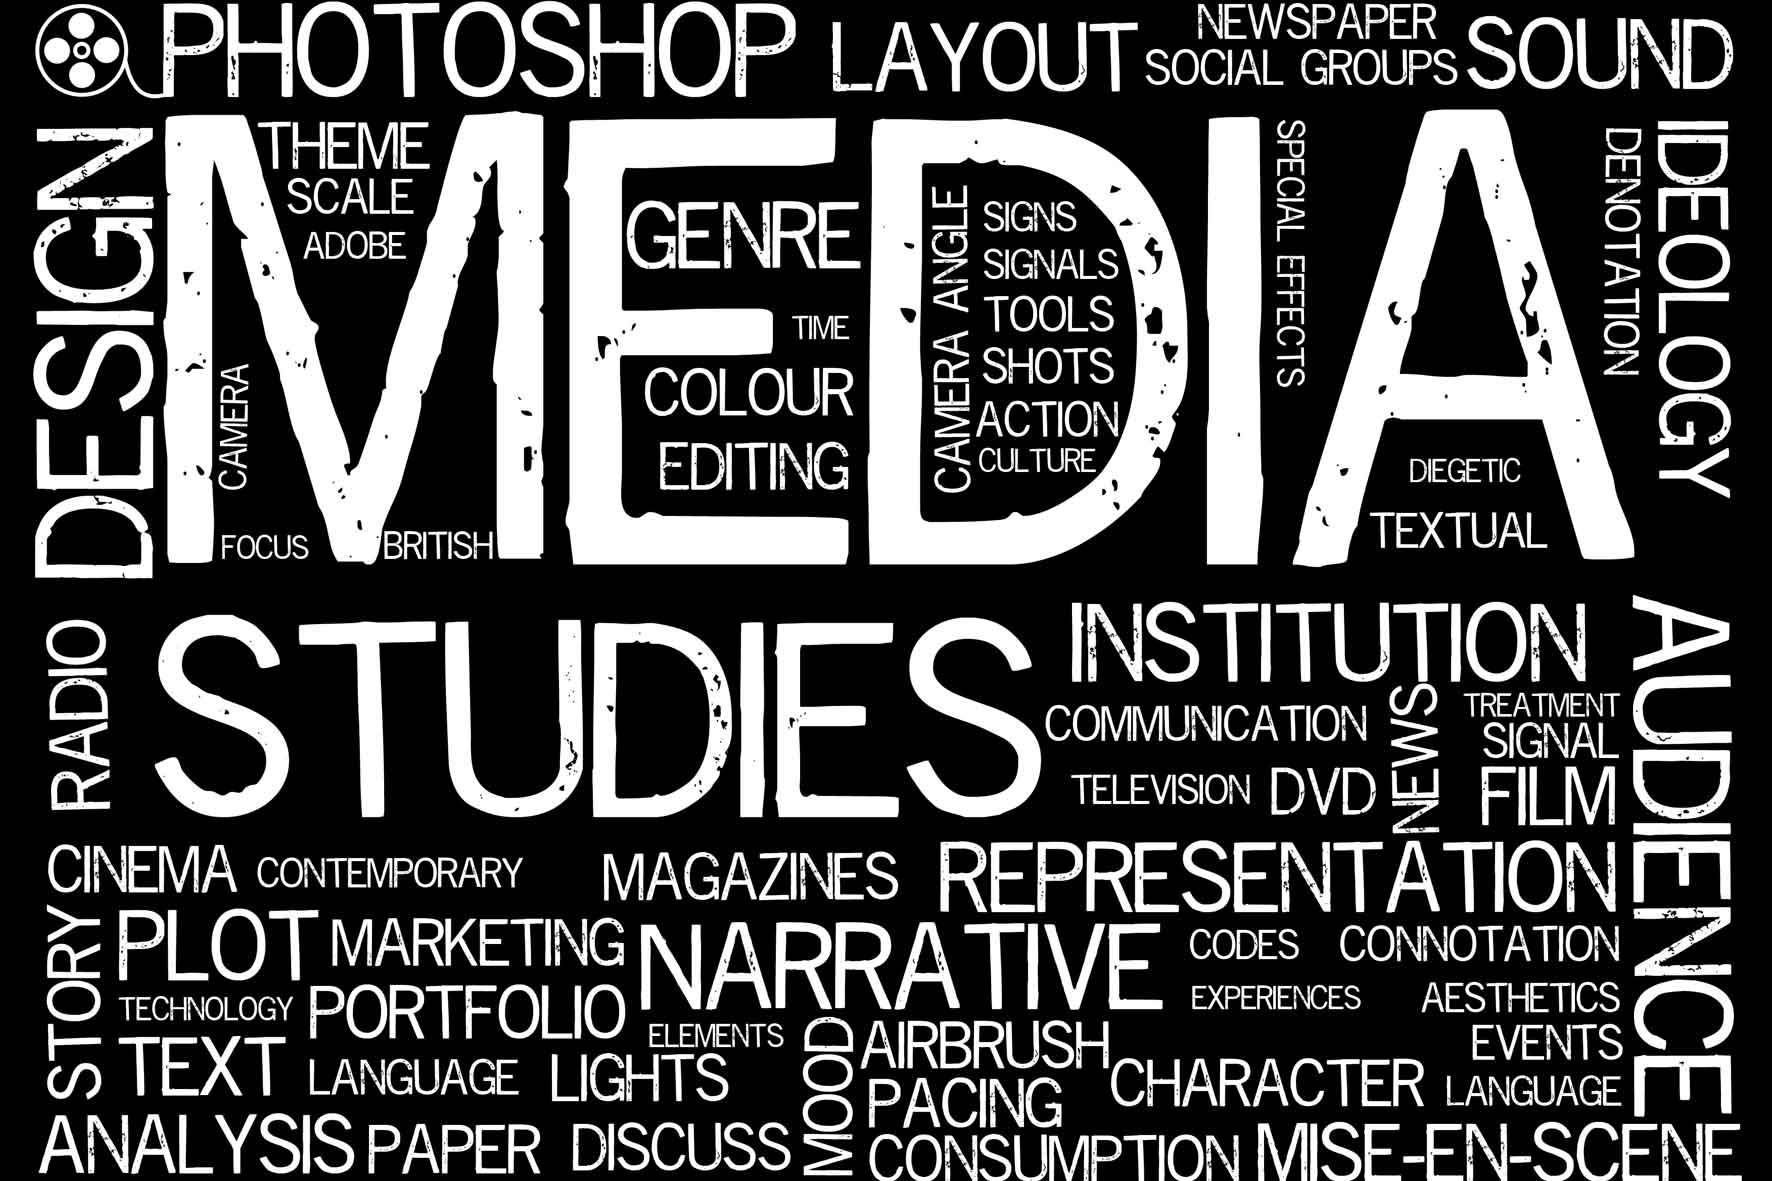 PHOTOSHOP
LAYOUT
NEWSPAPER
SOCIAL GROUPS
SOUND
DESIGN
MEDIA
THEME
SCALE
ADOBE
CAMERA
FOCUS
BRITISH
GENRE
TIME
COLOUR
EDITING
CAMERA ANGLE
SIGNS
SIGNALS
TOOLS
SHOTS
ACTION
CULTURE
SPECIAL EFFECTS
DIEGETIC
TEXTUAL
DENOTATION
IDEOLOGY
RADIO
STUDIES
INSTITUTION
COMMUNICATION
NEWS
TREATMENT
SIGNAL
TELEVISION
DVD
FILM
AUDIENCE
CINEMA
CONTEMPORARY
MAGAZINES
REPRESENTATION
STORY
PLOT
MARKETING
NARRATIVE
CODES
CONNOTATION
TECHNOLOGY
PORTFOLIO
EXPERIENCES
AESTHETICS
ELEMENTS
MOOD
AIRBRUSH
EVENTS
TEXT
LANGUAGE
LIGHTS
PACING
CHARACTER
LANGUAGE
ANALYSIS
PAPER
DISCUSS
CONSUMPTION
MISE-EN-SCENE